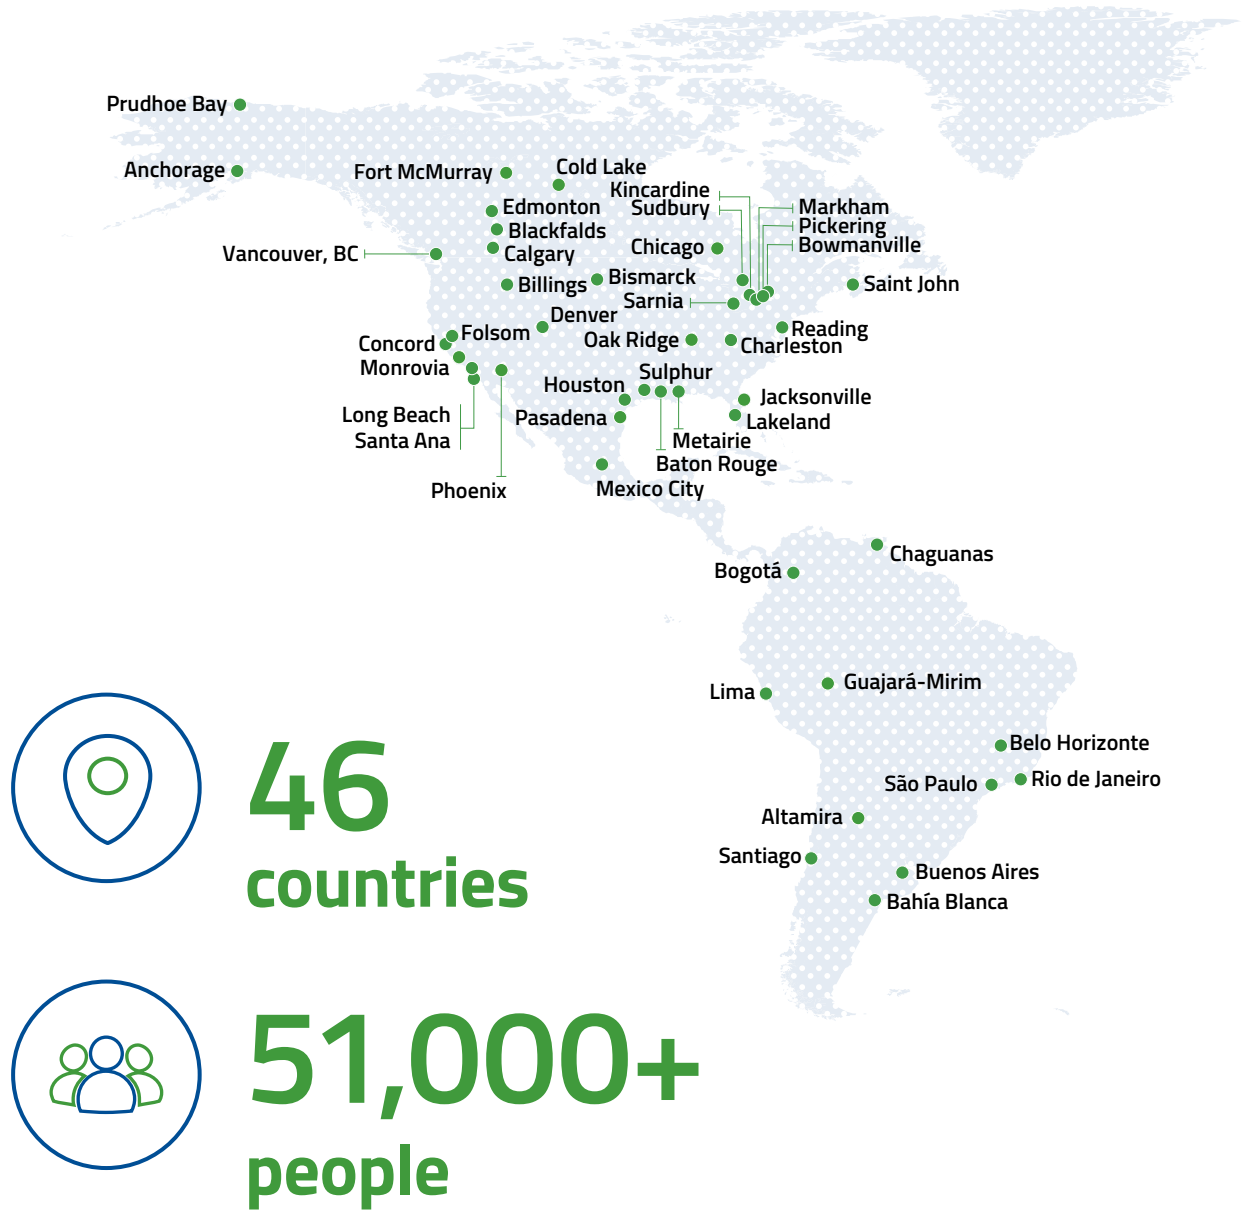 Prudhoe Bay
Anchorage
Fort McMurray
Cold Lake
Kincardine
Sudbury
Markham
Pickering
Bowmanville
Edmonton
Blackfalds
Calgary
Vancouver, BC
Chicago
Billings
Bismarck
Sarnia
Saint John
Denver
Folsom
Concord
Monrovia
Oak Ridge
Reading
Charleston
Sulphur
Houston
Pasadena
Jacksonville
Lakeland
Long Beach
Santa Ana
Metairie
Baton Rouge
Phoenix
Mexico City
Chaguanas
Bogotá
Lima
Guajará-Mirim
Belo Horizonte
São Paulo
Rio de Janeiro
Altamira
Santiago
Buenos Aires
Bahía Blanca
46
countries
51,000+
people